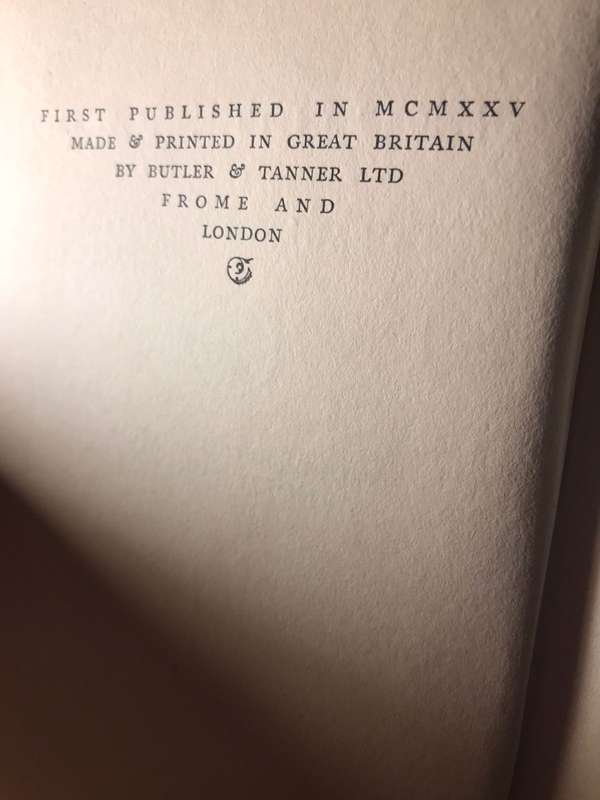 FIRST PUBLISHED IN MCMXXV
MADE & PRINTED IN GREAT BRITAIN
BY BUTLER & TANNER LTD
FROME AND
LONDON